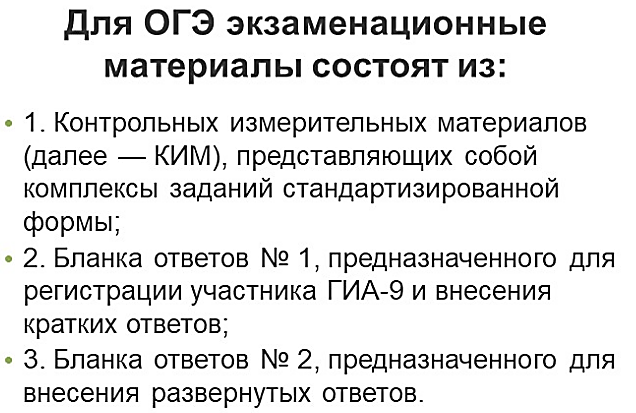 Для ОГЭ экзаменационные
материалы состоят из:
• 1. Контрольных измерительных материалов
(далее — КИМ), представляющих собой
комплексы заданий стандартизированной
формы;
• 2. Бланка ответов № 1, предназначенного для
регистрации участника ГИА-9 и внесения
кратких ответов;
• 3. Бланка ответов № 2, предназначенного для
внесения развернутых ответов.